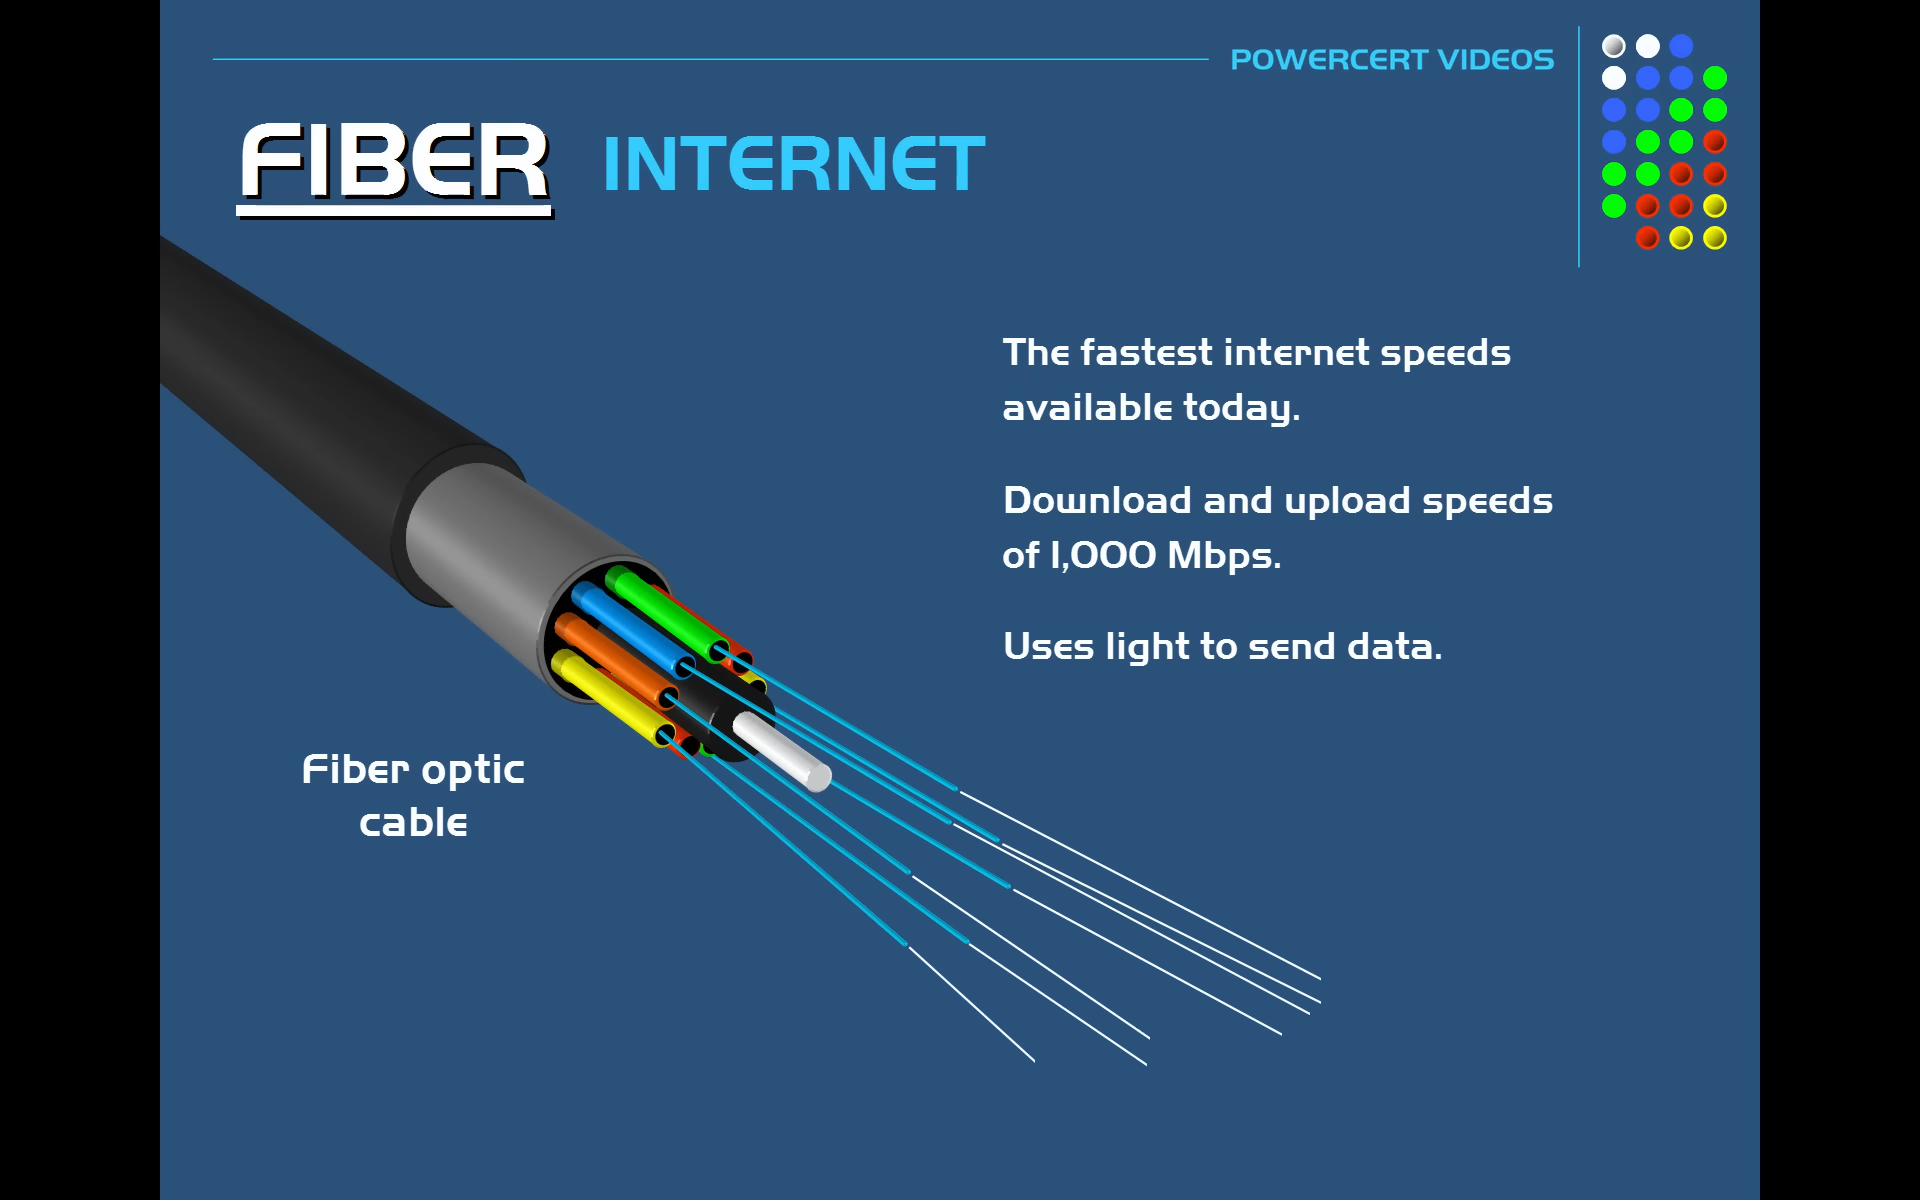 POWERCERT VIDEOS
FIBER INTERNET
The fastest internet speeds
available today.
Download and upload speeds
of 1,000 Mbps.
Uses light to send data.
Fiber optic
cable